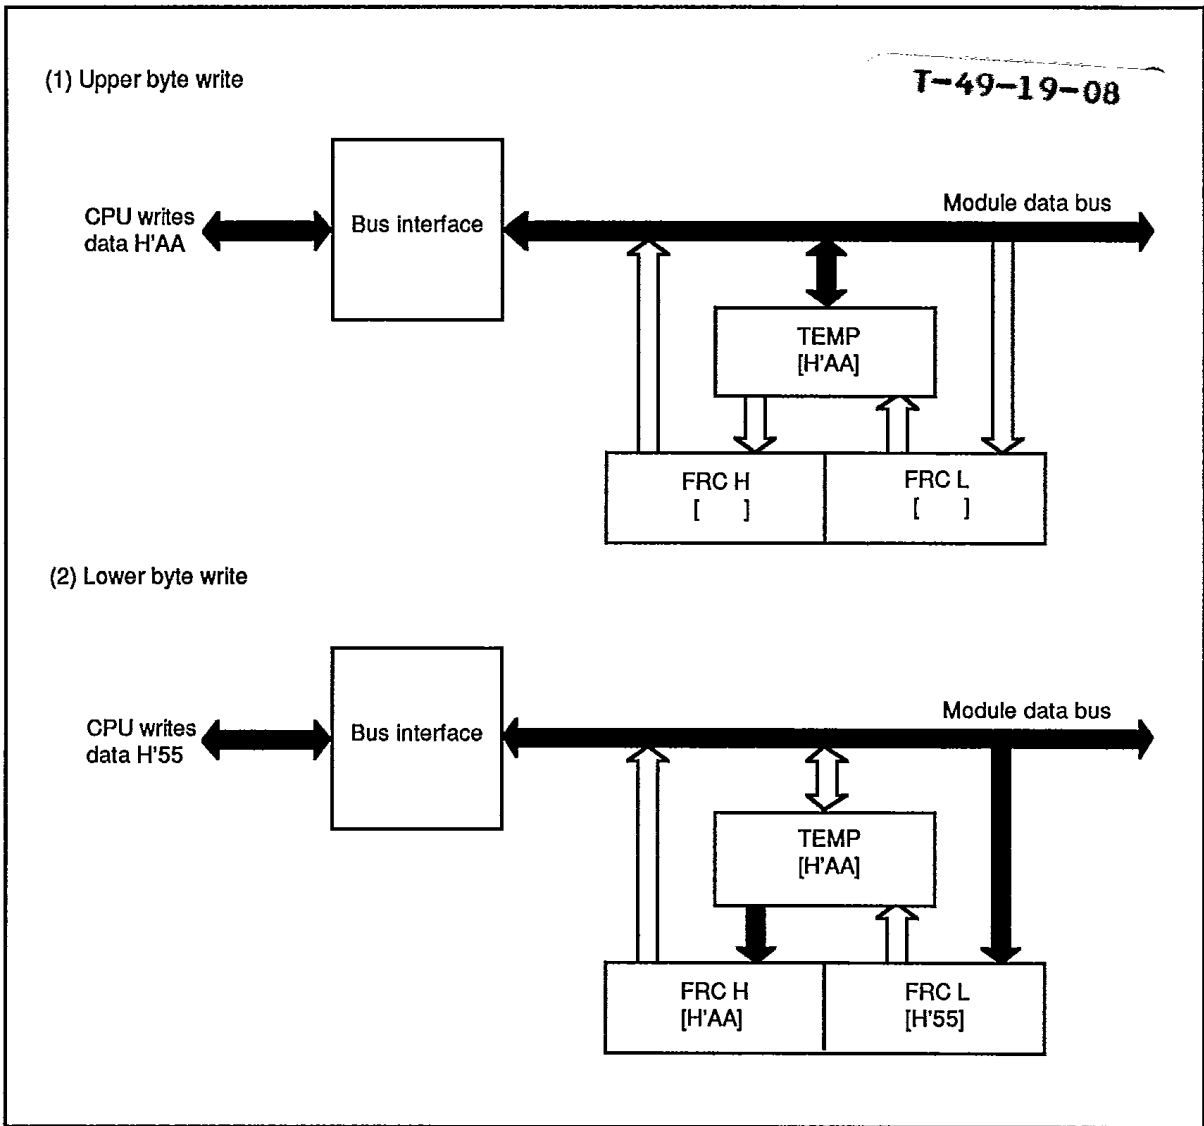 (1) Upper byte write
T-49-19-08
CPU writes
data H'AA
Bus interface
Module data bus
TEMP
[H'AA]
FRC H
[ ]
FRC L
[ ]
(2) Lower byte write
CPU writes
data H'55
Bus interface
Module data bus
TEMP
[H'AA]
FRC H
[H'AA]
FRC L
[H'55]